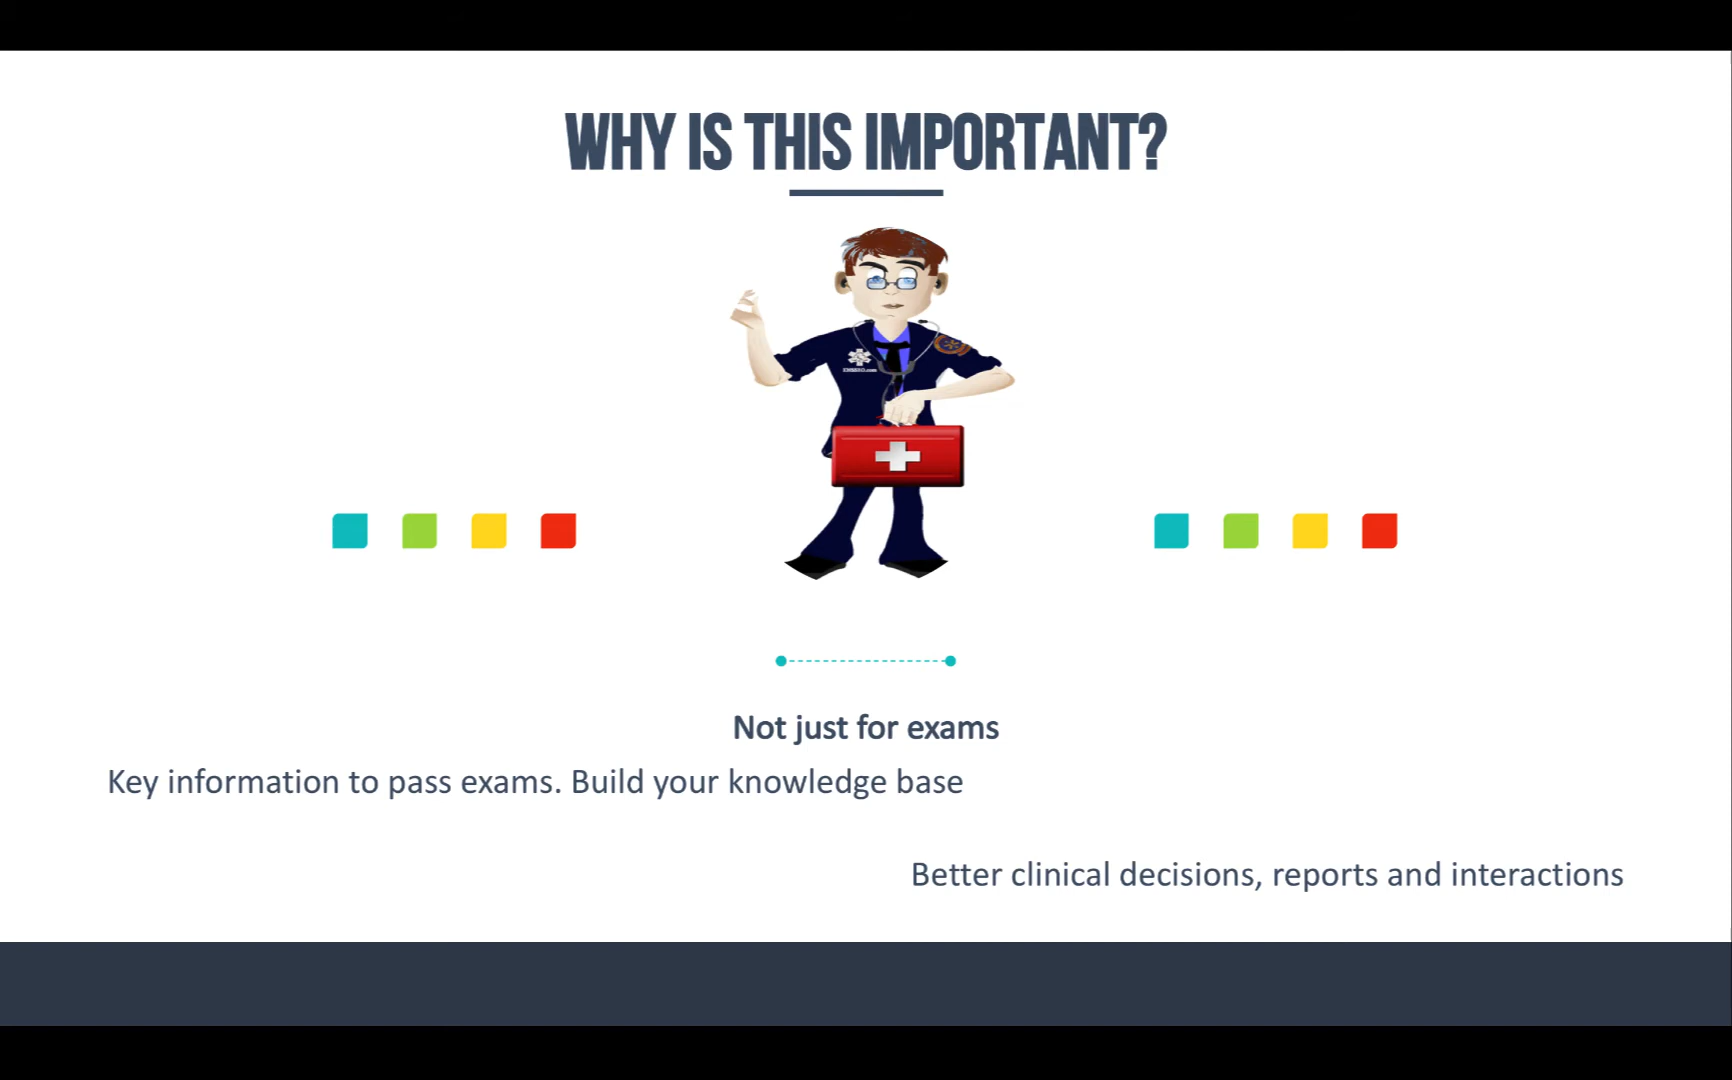 WHY IS THIS IMPORTANT?
Not just for exams
Key information to pass exams. Build your knowledge base
Better clinical decisions, reports and interactions